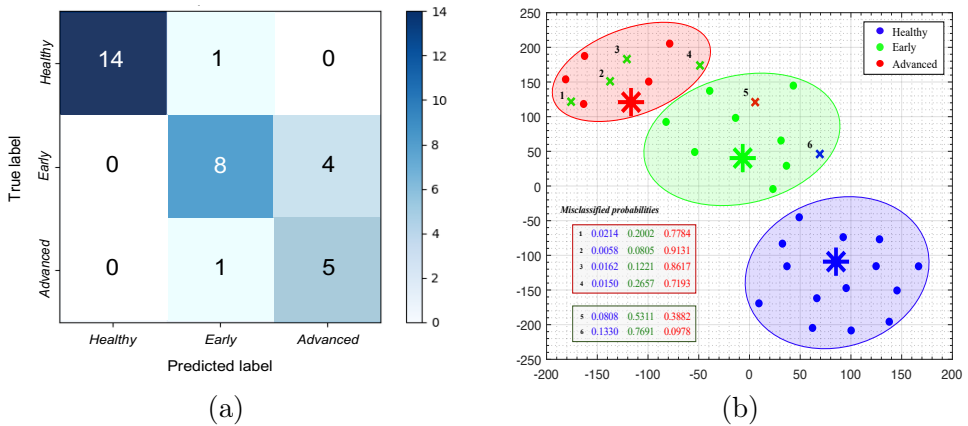 14
12
10
8
6
4
2
0
True label
Healthy
Early
Advanced
14 1 0
0 8 4
0 1 5
Healthy Early Advanced
Predicted label
(a)
250
200
150
100
50
0
-50
-100
-150
-200
-250
-200 -150 -100 -50 0 50 100 150 200
Healthy
Early
Advanced
1
2
3
4
5
6
Misclassified probabilities
1 0.0214 0.2002 0.7784
2 0.0058 0.0805 0.9131
3 0.0162 0.1221 0.8617
4 0.0150 0.2657 0.7193
5 0.0808 0.5311 0.3882
6 0.1330 0.7691 0.0978
(b)